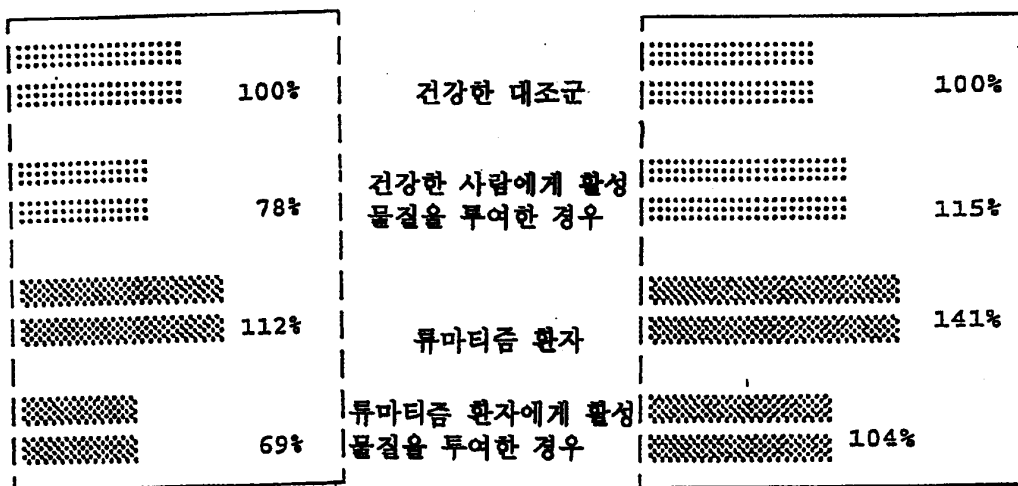 100% 건강한 대조군 100%
건강한 사람에게 활성
78% 물질을 투여한 경우 115%
112% 류마티즘 환자 141%
류마티즘 환자에게 활성
69% 물질을 투여한 경우 104%